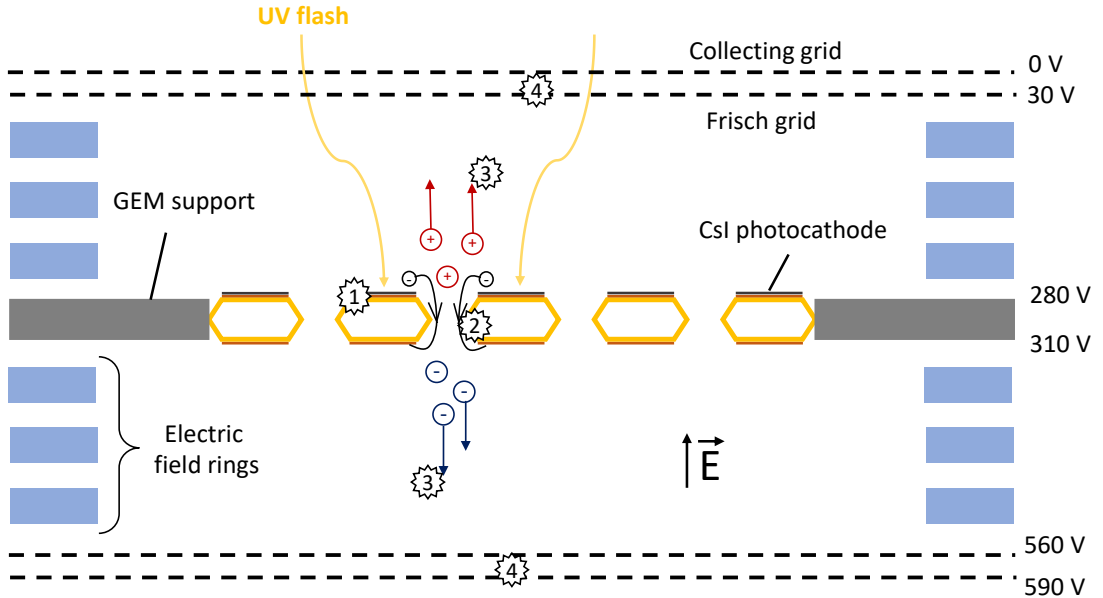 UV flash
Collecting grid
0 V
4
30 V
Frisch grid
3
GEM support
CsI photocathode
+
+
-
+
-
1
280 V
2
310 V
-
-
-
Electric
field rings
E
3
560 V
4
590 V